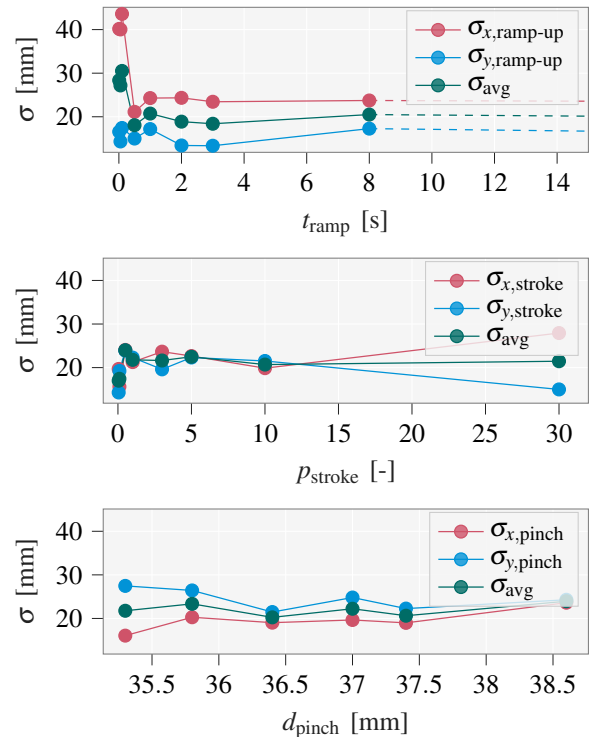 40
30
20
σ [mm]
σx,ramp-up
σy,ramp-up
σavg
0 2 4 6 8 10 12 14
tramp [s]
40
30
20
σ [mm]
σx,stroke
σy,stroke
σavg
0 5 10 15 20 25 30
pstroke [-]
40
30
20
σ [mm]
σx,pinch
σy,pinch
σavg
35.5 36 36.5 37 37.5 38 38.5
dpinch [mm]